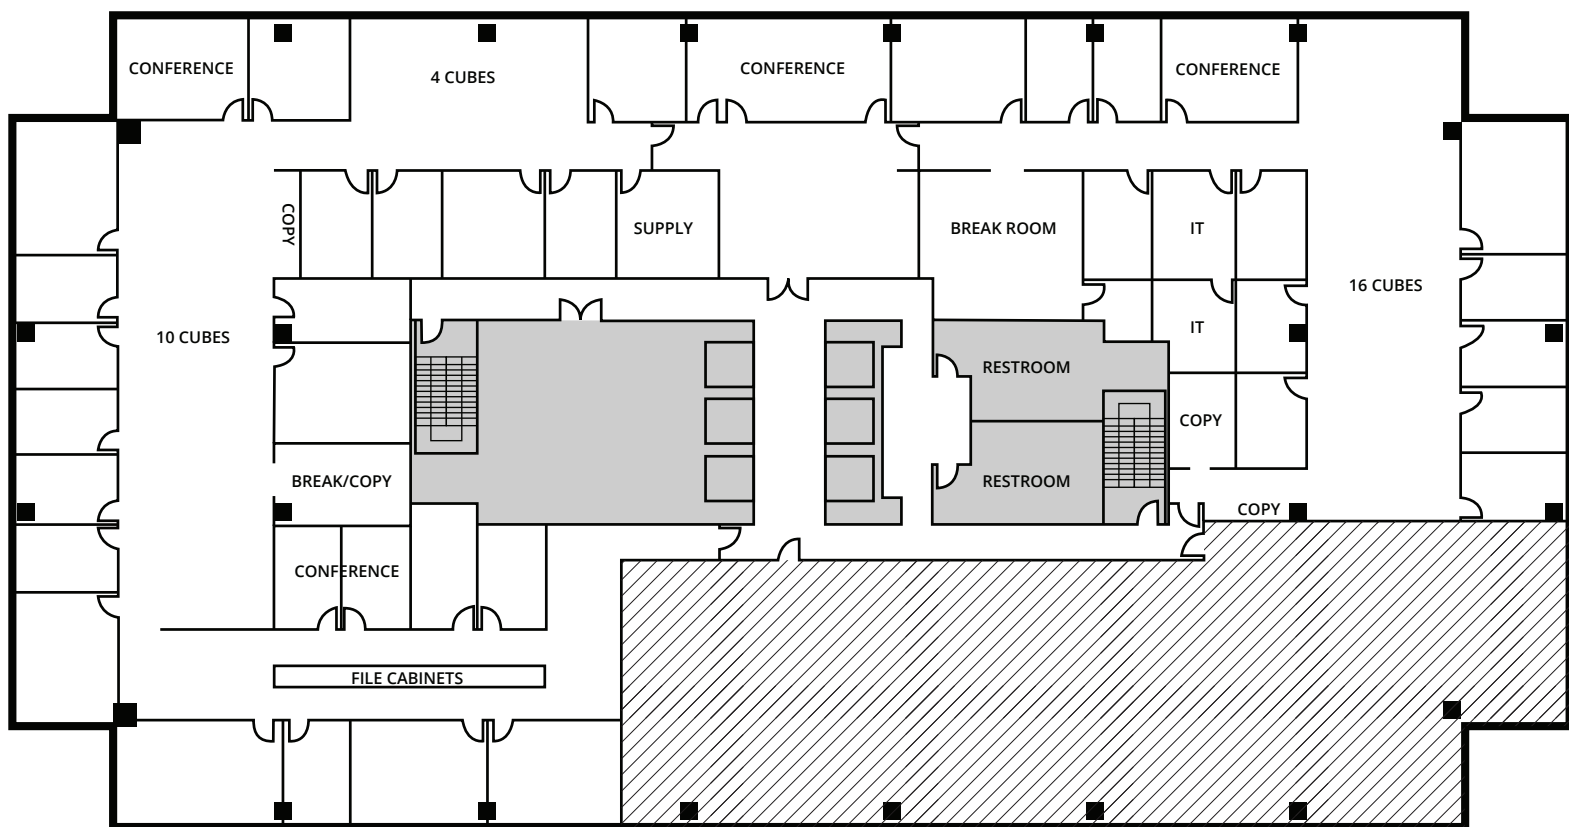 CONFERENCE
4 CUBES
CONFERENCE
CONFERENCE
COPY
SUPPLY
BREAK ROOM
IT
16 CUBES
10 CUBES
IT
RESTROOM
COPY
BREAK/COPY
RESTROOM
COPY
CONFERENCE
FILE CABINETS